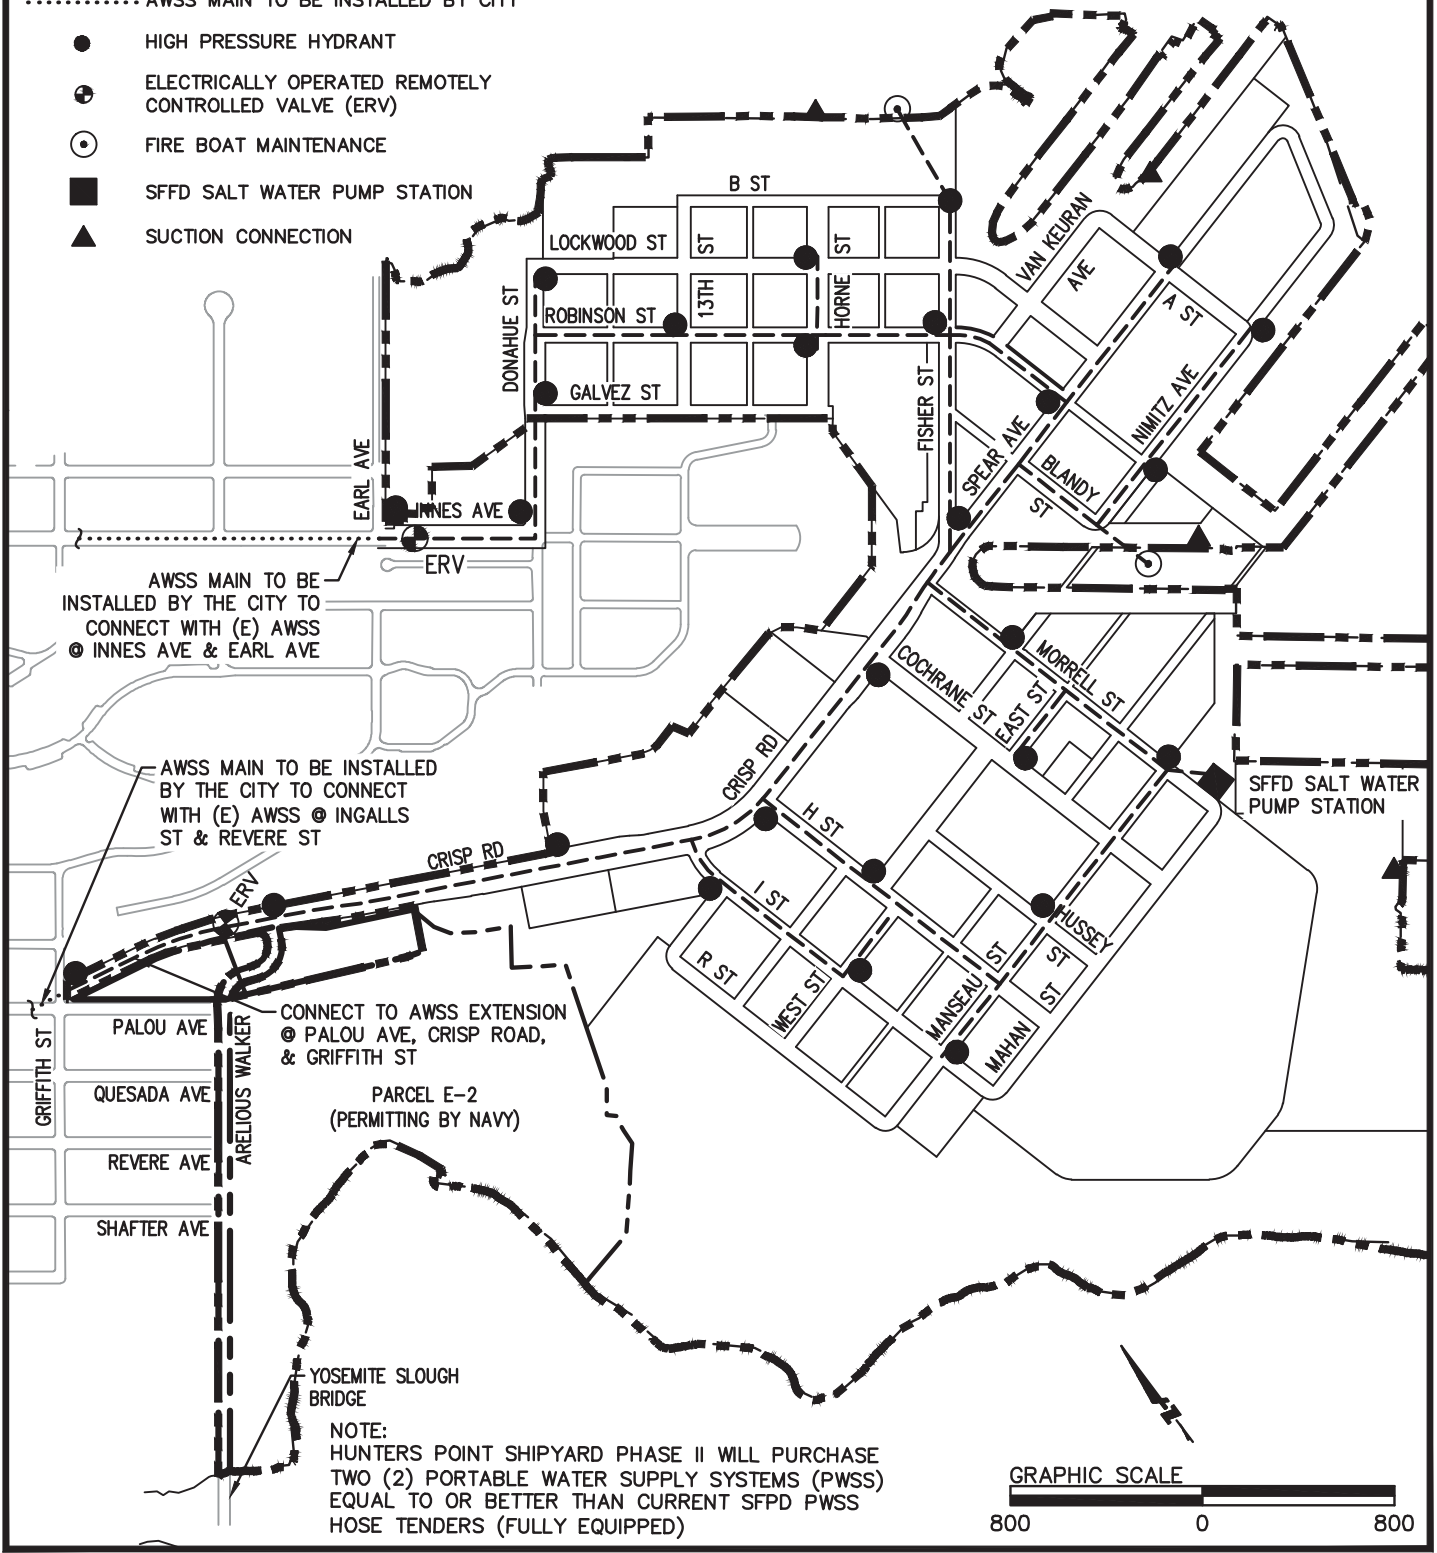 AWSS MAIN TO BE INSTALLED BY CITY
HIGH PRESSURE HYDRANT
ELECTRICALLY OPERATED REMOTELY
CONTROLLED VALVE (ERV)
FIRE BOAT MAINTENANCE
SFFD SALT WATER PUMP STATION
SUCTION CONNECTION
B ST
LOCKWOOD ST
13TH ST
HORNE ST
ROBINSON ST
DONAHUE ST
GALVEZ ST
FISHER ST
VAN KEURAN
AVE
A ST
NIMITZ AVE
SPEAR AVE
BLANDY
ST
EARL AVE
INNES AVE
ERV
AWSS MAIN TO BE
INSTALLED BY THE CITY TO
CONNECT WITH (E) AWSS
@ INNES AVE & EARL AVE
COCHRANE ST
MORRELL ST
EAST ST
CRISP RD
SFFD SALT WATER
PUMP STATION
AWSS MAIN TO BE INSTALLED
BY THE CITY TO CONNECT
WITH (E) AWSS @ INGALLS
ST & REVERE ST
H ST
CRISP RD
ERV
I ST
HUSSEY
ST
R ST
WEST ST
MANSEAU ST
MAHAN ST
CONNECT TO AWSS EXTENSION
@ PALOU AVE, CRISP ROAD,
& GRIFFITH ST
GRIFFITH ST
PALOU AVE
ARELIOUS WALKER
QUESADA AVE
REVERE AVE
SHAFTER AVE
PARCEL E-2
(PERMITTING BY NAVY)
YOSEMITE SLOUGH
BRIDGE
NOTE:
HUNTERS POINT SHIPYARD PHASE II WILL PURCHASE
TWO (2) PORTABLE WATER SUPPLY SYSTEMS (PWSS)
EQUAL TO OR BETTER THAN CURRENT SFPD PWSS
HOSE TENDERS (FULLY EQUIPPED)
N
GRAPHIC SCALE
800 0 800